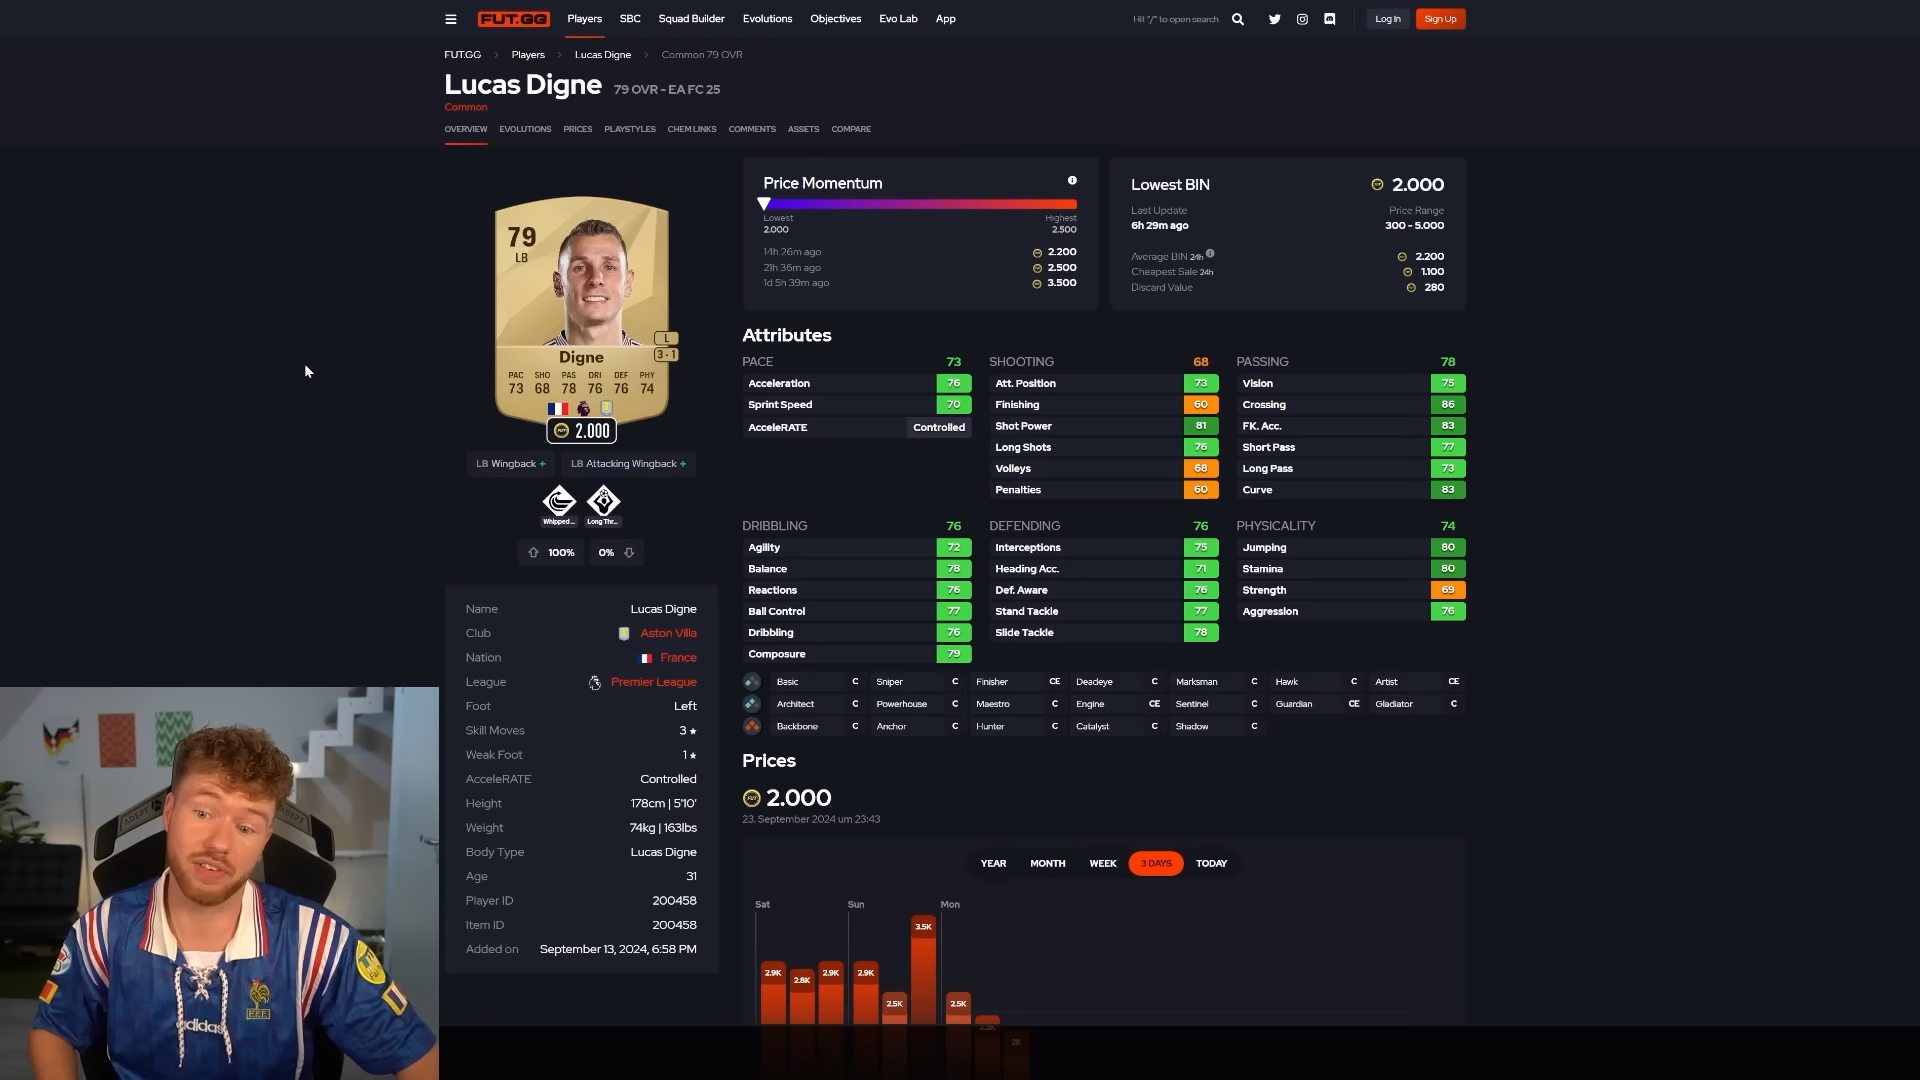 FUT.GG Players SBC Squad Builder Evolutions Objectives Evo Lab App Hit "/" to open search Log In Sign Up
FUT.GG > Players > Lucas Digne > Common 79 OVR
Lucas Digne 79 OVR - EA FC 25
Common
OVERVIEW EVOLUTIONS PRICES PLAYSTYLES CHEM LINKS COMMENTS ASSETS COMPARE
79
LB
L
3 - 1
Digne
PAC SHO PAS DRI DEF PHY
73 68 78 76 76 74
2.000
LB Wingback + LB Attacking Wingback +
Whipped ... Long Thr...
100% 0%
Name Lucas Digne
Club Aston Villa
Nation France
League Premier League
Foot Left
Skill Moves 3 ★
Weak Foot 1 ★
AcceleRATE Controlled
Height 178cm | 5'10'
Weight 74kg | 163lbs
Body Type Lucas Digne
Age 31
Player ID 200458
Item ID 200458
Added on September 13, 2024, 6:58 PM
Price Momentum
Lowest Highest
2.000 2.500
14h 26m ago 2.200
21h 36m ago 2.500
1d 5h 39m ago 3.500
Lowest BIN 2.000
Last Update Price Range
6h 29m ago 300 - 5.000
Average BIN 24h 2.200
Cheapest Sale 24h 1.100
Discard Value 280
Attributes
PACE 73
Acceleration 76
Sprint Speed 70
AcceleRATE Controlled
SHOOTING 68
Att. Position 73
Finishing 60
Shot Power 81
Long Shots 76
Volleys 68
Penalties 60
PASSING 78
Vision 75
Crossing 86
FK. Acc. 83
Short Pass 77
Long Pass 73
Curve 83
DRIBBLING 76
Agility 72
Balance 78
Reactions 76
Ball Control 77
Dribbling 76
Composure 79
DEFENDING 76
Interceptions 75
Heading Acc. 71
Def. Aware 76
Stand Tackle 77
Slide Tackle 78
PHYSICALITY 74
Jumping 80
Stamina 80
Strength 69
Aggression 76
Basic C Sniper C Finisher CE Deadeye C Marksman C Hawk C Artist CE
Architect C Powerhouse C Maestro C Engine CE Sentinel C Guardian CE Gladiator C
Backbone C Anchor C Hunter C Catalyst C Shadow C
Prices
2.000
23. September 2024 um 23:43
YEAR MONTH WEEK 3 DAYS TODAY
Sat Sun Mon
2.9K 2.8K 2.9K 2.9K 2.5K 3.5K 2.5K 2.2K 2K
adidas
FFF